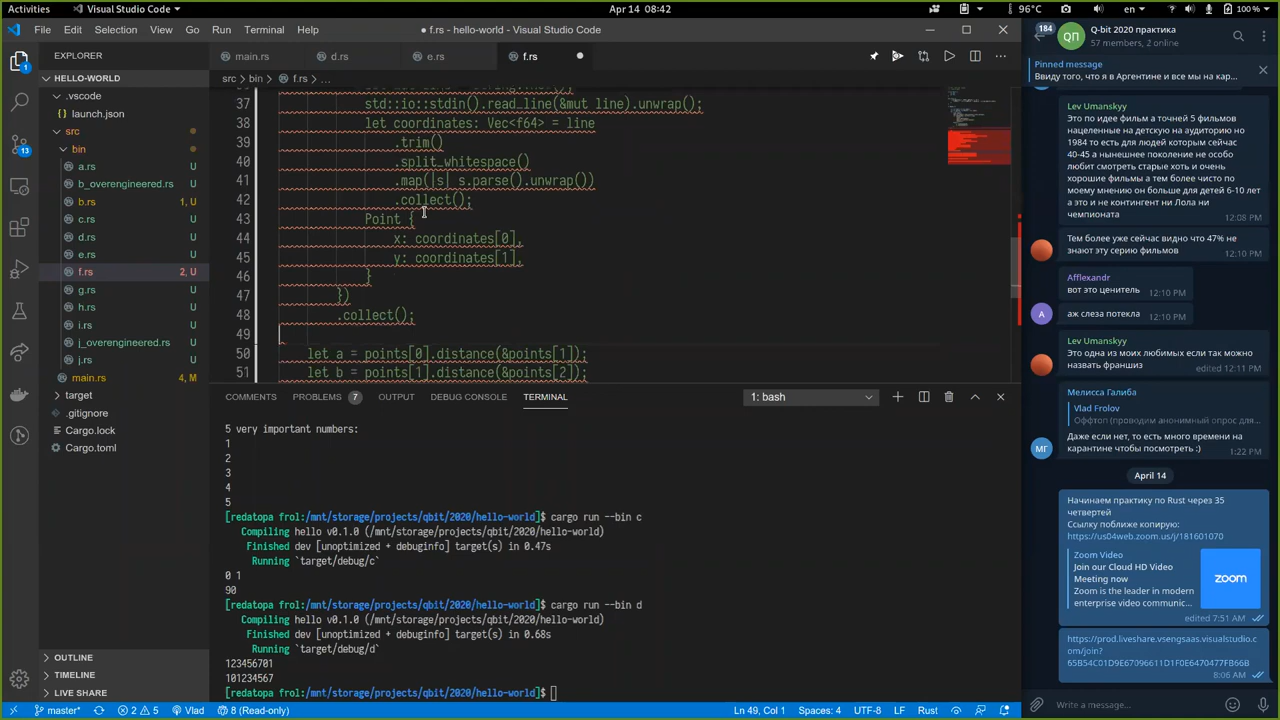 Activities
Visual Studio Code
Apr 14 08:42
96°C
en
100 %
File Edit Selection View Go Run Terminal Help
● f.rs - hello-world - Visual Studio Code
EXPLORER
HELLO-WORLD
.vscode
launch.json
src
bin
a.rs U
b_overengineered.rs U
b.rs 1, U
c.rs U
d.rs U
e.rs U
f.rs 2, U
g.rs U
h.rs U
i.rs U
j_overengineered.rs U
j.rs U
main.rs 4, M
target
.gitignore
Cargo.lock
Cargo.toml
OUTLINE
TIMELINE
LIVE SHARE
1
13
main.rs d.rs e.rs f.rs
src > bin > f.rs > ...
37 std::io::stdin().read_line(&mut line).unwrap();
38 let coordinates: Vec<f64> = line
39 .trim()
40 .split_whitespace()
41 .map(|s| s.parse().unwrap())
42 .collect();
43 Point {
44 x: coordinates[0],
45 y: coordinates[1],
46 }
47 })
48 .collect();
49
50 let a = points[0].distance(&points[1]);
51 let b = points[1].distance(&points[2]);
COMMENTS PROBLEMS 7 OUTPUT DEBUG CONSOLE TERMINAL
1: bash
5 very important numbers:
1
2
3
4
5
[redatopa frol:/mnt/storage/projects/qbit/2020/hello-world]$ cargo run --bin c
Compiling hello v0.1.0 (/mnt/storage/projects/qbit/2020/hello-world)
Finished dev [unoptimized + debuginfo] target(s) in 0.47s
Running `target/debug/c`
0 1
90
[redatopa frol:/mnt/storage/projects/qbit/2020/hello-world]$ cargo run --bin d
Compiling hello v0.1.0 (/mnt/storage/projects/qbit/2020/hello-world)
Finished dev [unoptimized + debuginfo] target(s) in 0.68s
Running `target/debug/d`
123456701
101234567
[redatopa frol:/mnt/storage/projects/qbit/2020/hello-world]$
master* 2 5 Vlad 8 (Read-only)
Ln 49, Col 1 Spaces: 4 UTF-8 LF Rust
184
QП
Q-bit 2020 практика
57 members, 2 online
Pinned message
Ввиду того, что я в Аргентине и все мы на кар...
Lev Umanskyy
Это по идее фильм а точней 5 фильмов
нацеленные на детскую на аудиторию но
1984 то есть для людей которым сейчас
40-45 а нынешнее поколение не особо
любит смотреть старые хоть и очень
хорошие фильмы а тем более чисто по
моему мнению он больше для детей 6-10 лет
а это и не контингент ни Лола ни
чемпионата
12:08 PM
Тем более уже сейчас видно что 47% не
знают эту серию фильмов
12:10 PM
Afflexandr
вот это ценитель
12:10 PM
A
аж слеза потекла
12:10 PM
Lev Umanskyy
Это одна из моих любимых если так можно
назвать франшиз
edited 12:11 PM
Мелисса Галиба
Vlad Frolov
Оффтоп (проводим анонимный опрос для...
МГ
Даже если нет, то есть много времени на
карантине чтобы посмотреть :)
1:22 PM
April 14
Начинаем практику по Rust через 35
четвертей
Ссылку поближе копирую:
https://us04web.zoom.us/j/181601070
Zoom Video
Join our Cloud HD Video
Meeting now
Zoom is the leader in modern
enterprise video communic...
zoom
edited 7:51 AM
https://prod.liveshare.vsengsaas.visualstudio.c
om/join?
65B54C01D9E67096611D1F0E6470477FB66B
8:06 AM
Write a message...